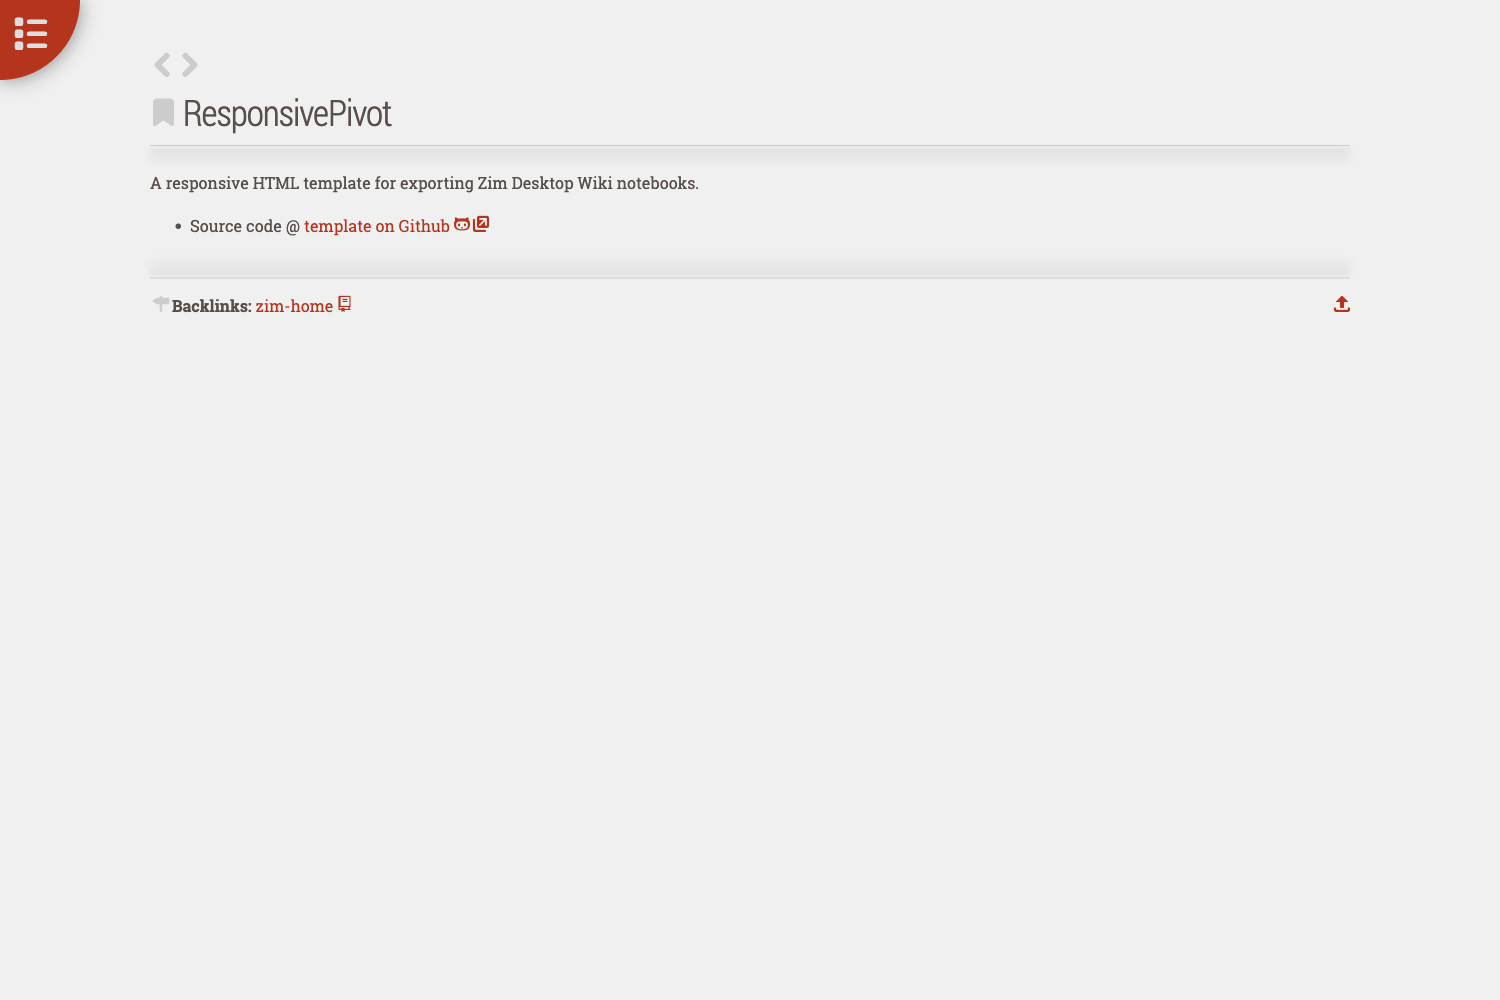 ResponsivePivot
A responsive HTML template for exporting Zim Desktop Wiki notebooks.
• Source code @ template on Github
Backlinks: zim-home